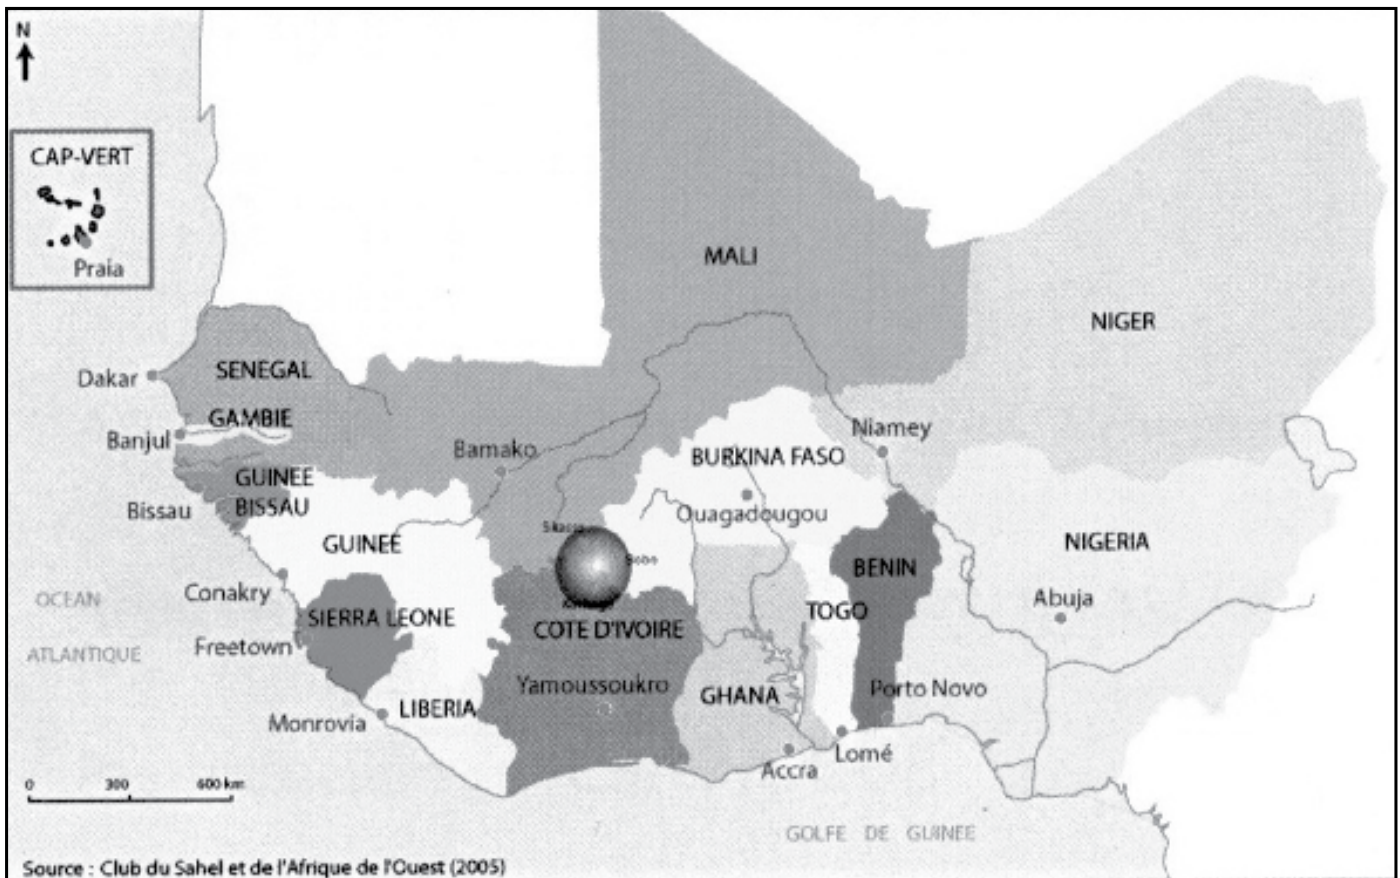 N
CAP-VERT
Praia
MALI
NIGER
SENEGAL
Dakar
GAMBIE
Banjul
Niamey
Bamako
BURKINA FASO
GUINEE
BISSAU
Bissau
Ouagadougou
Sikasso
GUINEE
NIGERIA
Bobo
BENIN
Conakry
OCEAN
Abuja
TOGO
SIERRA LEONE
COTE D'IVOIRE
Freetown
ATLANTIQUE
Yamoussoukro
Porto Novo
GHANA
LIBERIA
Monrovia
Lomé
Accra
0 300 600 km
GOLFE DE GUINEE
Source : Club du Sahel et de l'Afrique de l'Ouest (2005)